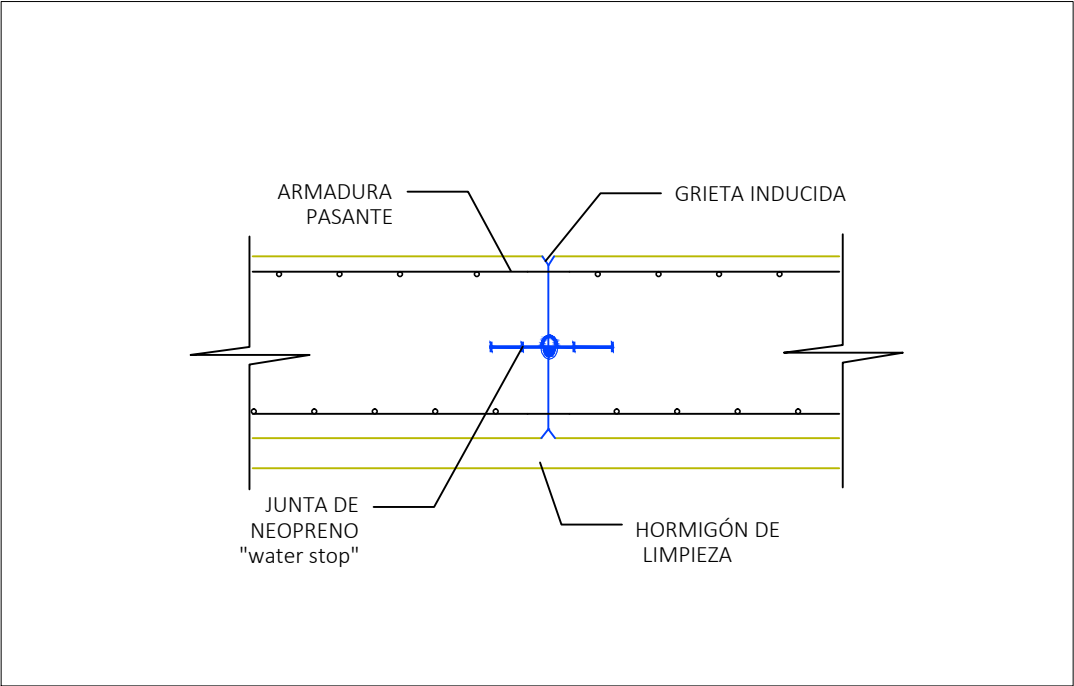 ARMADURA
PASANTE
GRIETA INDUCIDA
JUNTA DE
NEOPRENO
"water stop"
HORMIGÓN DE
LIMPIEZA